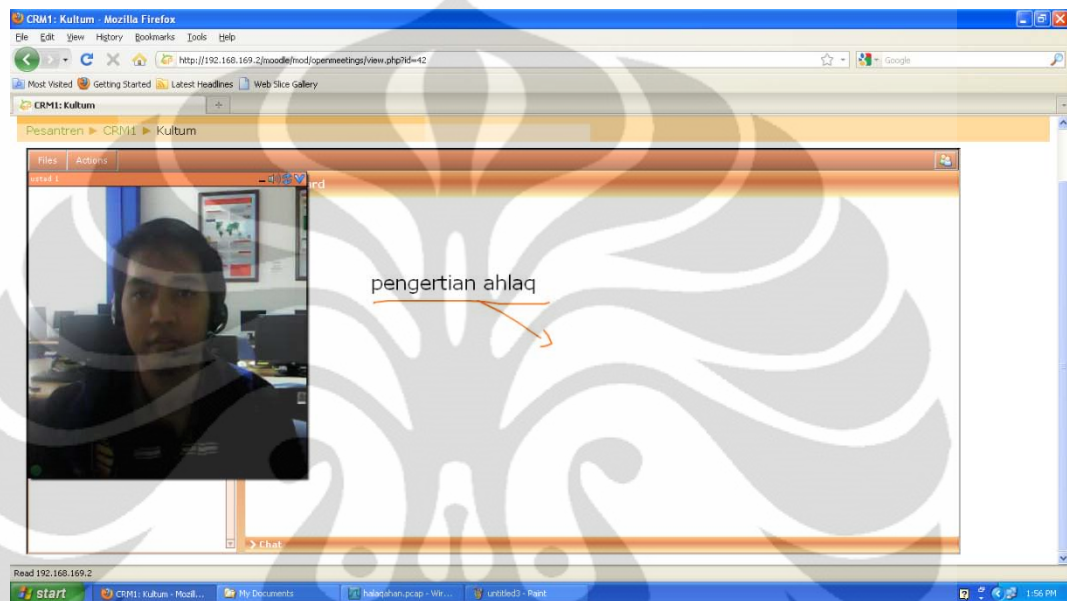 CRM1: Kultum - Mozilla Firefox
File Edit View History Bookmarks Tools Help
http://192.168.169.2/moodle/mod/openmeetings/view.php?id=42
Google
Most Visited Getting Started Latest Headlines Web Slice Gallery
CRM1: Kultum
Pesantren ► CRM1 ► Kultum
Files Actions
ustad 1
rd
pengertian ahlaq
Chat
Read 192.168.169.2
start CRM1: Kultum - Mozill... My Documents halaqahan.pcap - Wir... untitled3 - Paint 1:56 PM